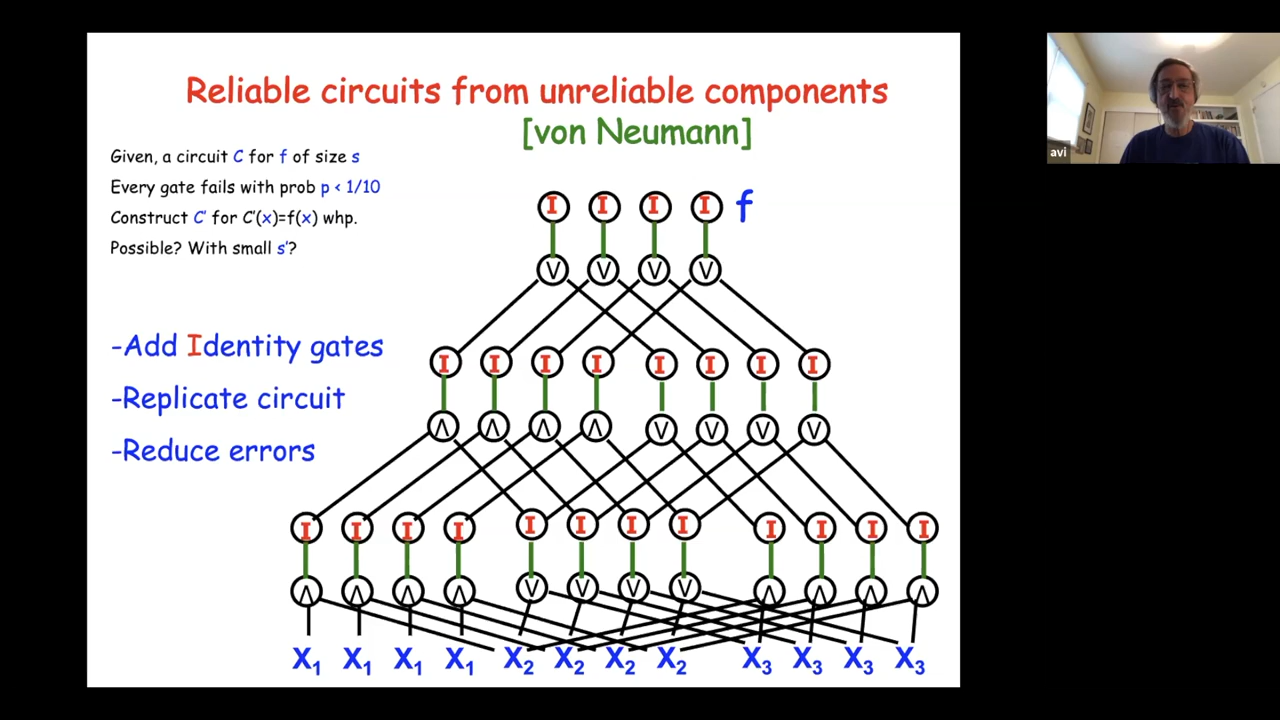 Reliable circuits from unreliable components
[von Neumann]
Given, a circuit C for f of size s
Every gate fails with prob p < 1/10
Construct C' for C'(x)=f(x) whp.
Possible? With small s'?
-Add Identity gates
-Replicate circuit
-Reduce errors
I I I I f
V V V V
I I I I I I I I
Λ Λ Λ Λ V V V V
I I I I I I I I I I I I
Λ Λ Λ Λ V V V V Λ Λ Λ Λ
X₁ X₁ X₁ X₁ X₂ X₂ X₂ X₂ X₃ X₃ X₃ X₃
avi